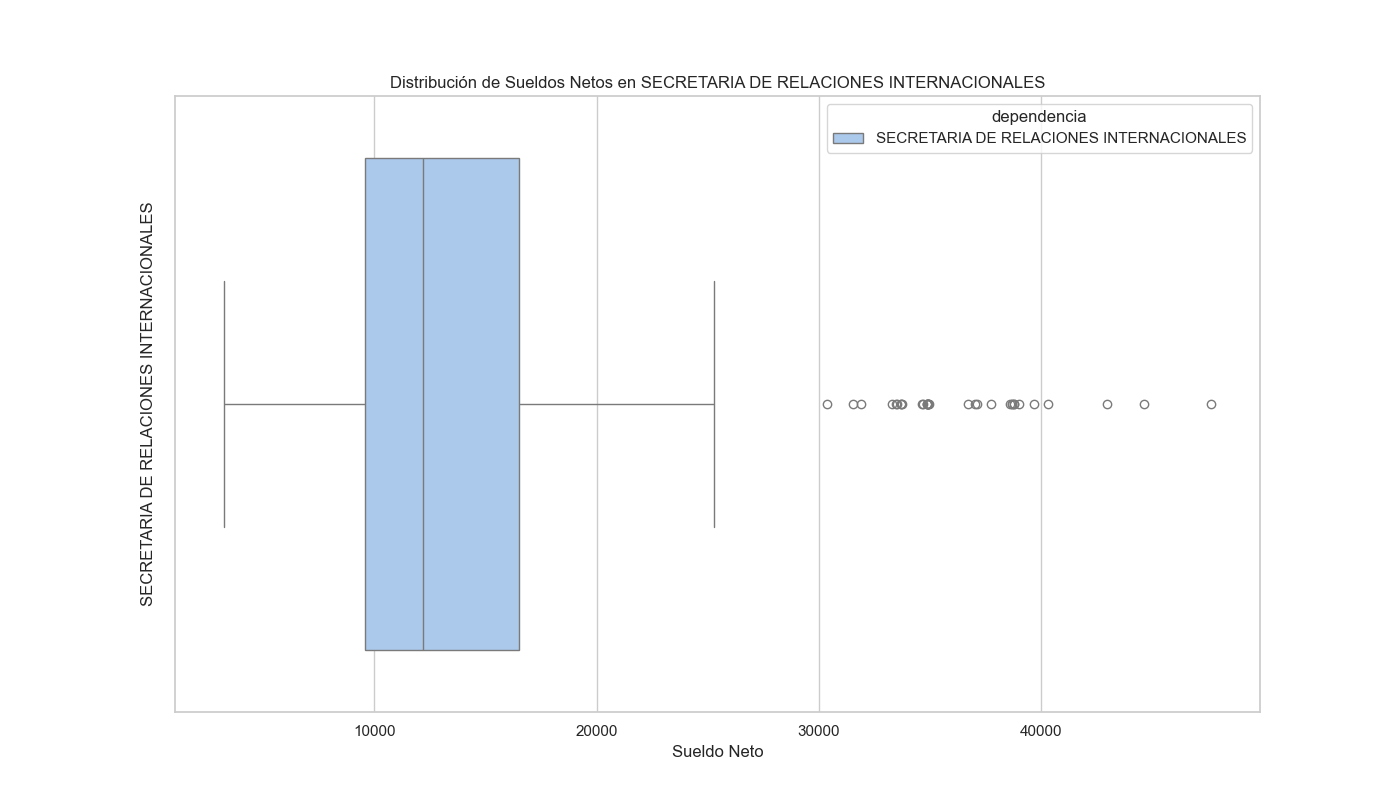 Distribución de Sueldos Netos en SECRETARIA DE RELACIONES INTERNACIONALES
dependencia
SECRETARIA DE RELACIONES INTERNACIONALES
SECRETARIA DE RELACIONES INTERNACIONALES
10000
20000
30000
40000
Sueldo Neto